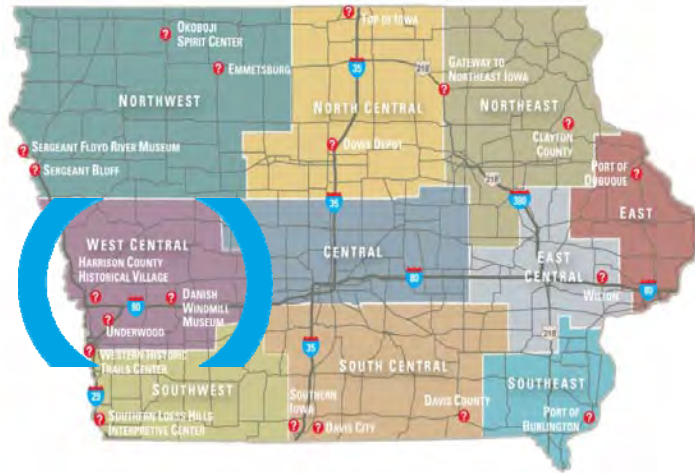 OKOBOJI
SPIRIT CENTER
EMMETSBURG
NORTHWEST
SERGEANT FLOYD RIVER MUSEUM
SERGEANT BLUFF
TOP OF IOWA
35
218
NORTH CENTRAL
DOWS DEPOT
GATEWAY TO
NORTHEAST IOWA
NORTHEAST
CLAYTON
COUNTY
PORT OF
DUBUQUE
218
380
EAST
WEST CENTRAL
HARRISON COUNTY
HISTORICAL VILLAGE
80
DANISH
WINDMILL
MUSEUM
UNDERWOOD
35
CENTRAL
80
EAST
CENTRAL
WILTON
80
218
WESTERN HISTORIC
TRAILS CENTER
SOUTHWEST
29
SOUTHERN LOESS HILLS
INTERPRETIVE CENTER
35
SOUTH CENTRAL
SOUTHERN
IOWA
DAVIS CITY
DAVIS COUNTY
SOUTHEAST
PORT OF
BURLINGTON